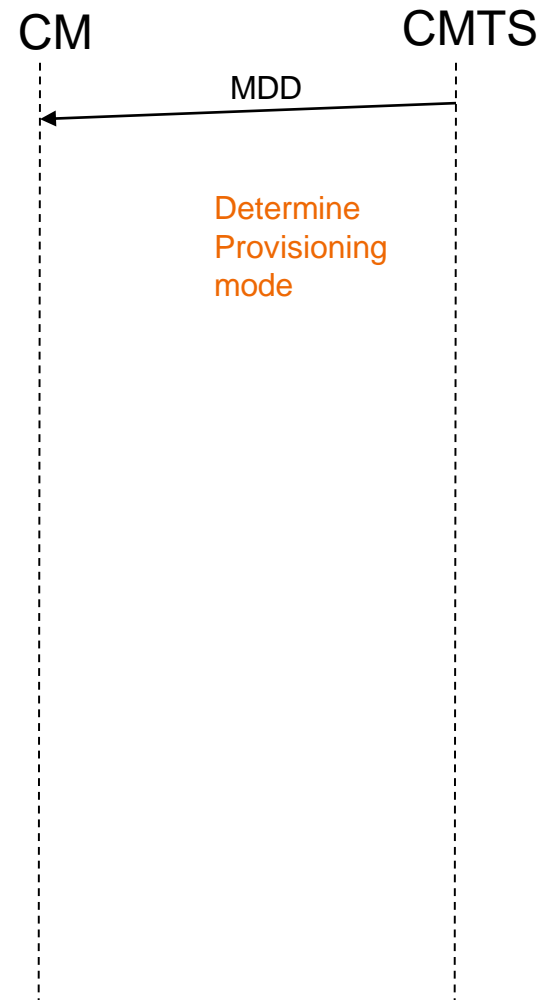 CM
CMTS
MDD
Determine
Provisioning
mode